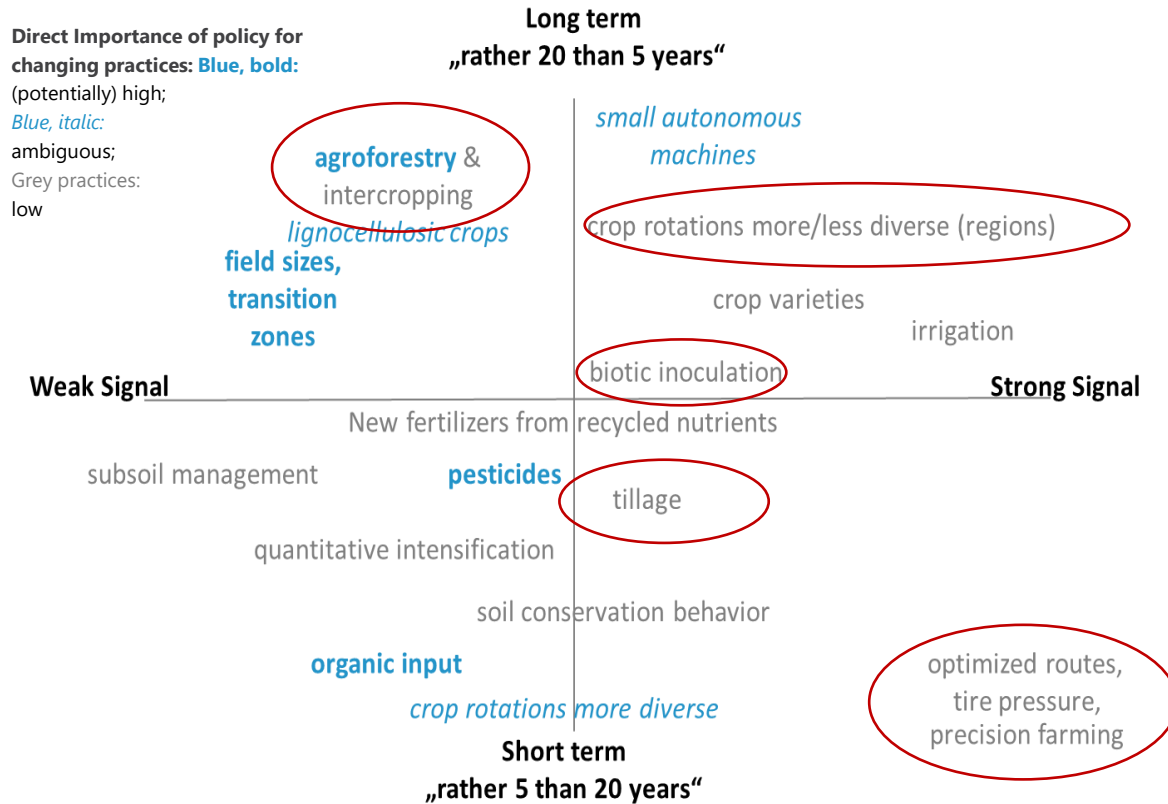 Direct Importance of policy for
changing practices: Blue, bold:
(potentially) high;
Blue, italic:
ambiguous;
Grey practices:
low
Long term
„rather 20 than 5 years“
small autonomous
machines
agroforestry &
intercropping
lignocellulosic crops
crop rotations more/less diverse (regions)
field sizes,
transition
zones
crop varieties
irrigation
biotic inoculation
Weak Signal
Strong Signal
New fertilizers from recycled nutrients
subsoil management
pesticides
tillage
quantitative intensification
soil conservation behavior
organic input
optimized routes,
tire pressure,
precision farming
crop rotations more diverse
Short term
„rather 5 than 20 years“